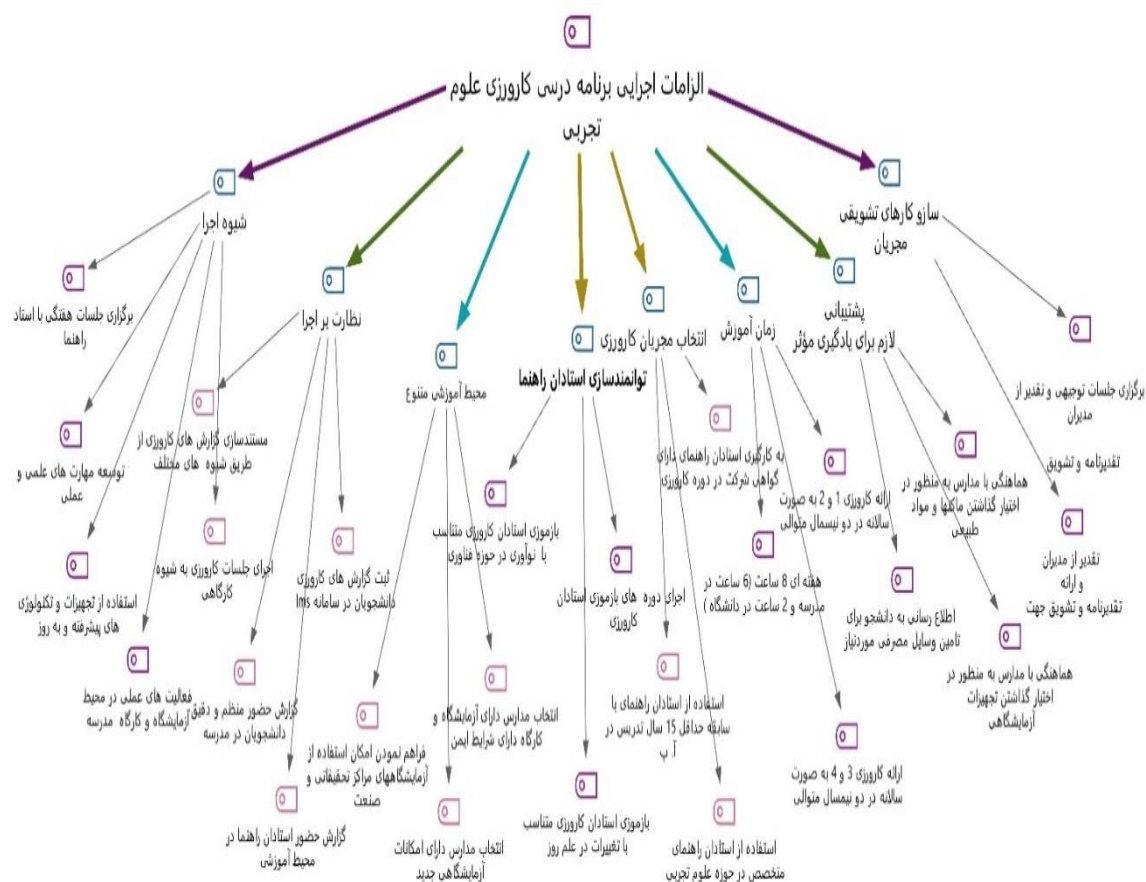 الزامات اجرایی برنامه درسی کارورزی علوم
تجربی
سازو کارهای تشویقی
مجریان
شیوه اجرا
پشتیبانی
لازم برای یادگیری مؤثر
نظارت بر اجرا
زمان آموزش
انتخاب مجریان کارورزی
توانمندسازی استادان راهنما
محیط آموزشی متنوع
برگزاری جلسات هفتگی با استاد
راهنما
برگزاری جلسات توجیهی و تقدیر از
مدیران
تقدیرنامه و تشویق
مستندسازی گزارش های کارورزی از
طریق شیوه های مختلف
توسعه مهارت های علمی و
عملی
به کارگیری استادان راهنمای دارای
گواهی شرکت در دوره کارورزی
هماهنگی با مدارس به منظور در
اختیار گذاشتن ماکتها و مواد
طبیعی
ارائه کارورزی 1 و 2 به صورت
سالانه در دو نیسمال متوالی
بازموزی استادان کارورزی متناسب
با نوآوری در حوزه فناوری
تقدیر از مدیران
و ارائه
تقدیرنامه و تشویق جهت
اجرای جلسات کارورزی به شیوه
کارگاهی
ثبت گزارش های کارورزی
دانشجویان در سامانه lms
هفته ای 8 ساعت (6 ساعت در
مدرسه و 2 ساعت در دانشگاه )
اجرای دوره های بازموزی استادان
کارورزی
استفاده از تجهیزات و تکنولوژی
های پیشرفته و به روز
اطلاع رسانی به دانشجو برای
تامین وسایل مصرفی موردنیاز
هماهنگی با مدارس به منظور در
اختیار گذاشتن تجهیزات
آزمایشگاهی
فعالیت های عملی در محیط
آزمایشگاه و کارگاه مدرسه
گزارش حضور منظم و دقیق
دانشجویان در مدرسه
انتخاب مدارس دارای آزمایشگاه و
کارگاه دارای شرایط ایمن
استفاده از استادان راهنمای با
سابقه حداقل 15 سال تدریس در
آ. پ
فراهم نمودن امکان استفاده از
آزمایشگاههای مراکز تحقیقاتی و
صنعت
ارائه کارورزی 3 و 4 به صورت
سالانه در دو نیمسال متوالی
گزارش حضور استادان راهنما در
محیط آموزشی
انتخاب مدارس دارای امکانات
آزمایشگاهی جدید
بازموزی استادان کارورزی متناسب
با تغییرات در علم روز
استفاده از استادان راهنمای
متخصص در حوزه علوم تجربی